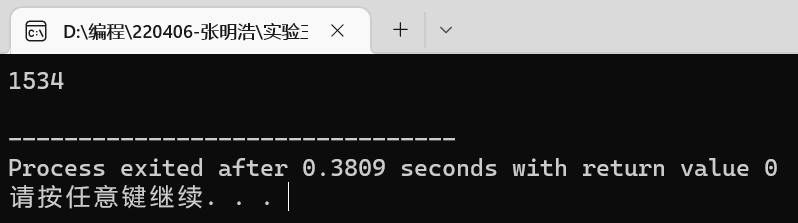 D:\编程\220406-张明浩\实验三
1534
--------------------------------
Process exited after 0.3809 seconds with return value 0
请按任意键继续. . .